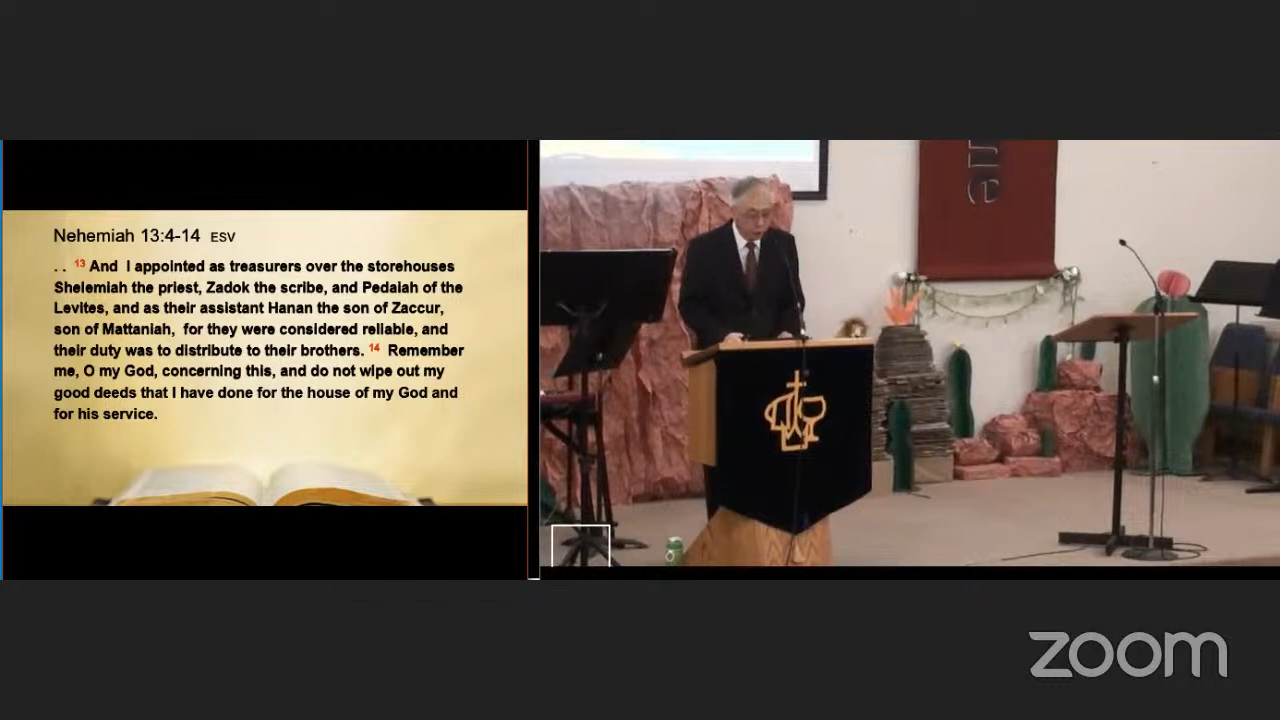 Nehemiah 13:4-14 ESV
. . 13 And I appointed as treasurers over the storehouses
Shelemiah the priest, Zadok the scribe, and Pedaiah of the
Levites, and as their assistant Hanan the son of Zaccur,
son of Mattaniah, for they were considered reliable, and
their duty was to distribute to their brothers. 14 Remember
me, O my God, concerning this, and do not wipe out my
good deeds that I have done for the house of my God and
for his service.
zoom